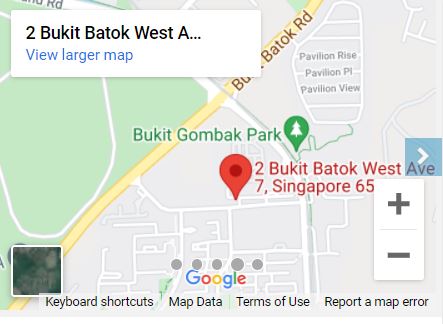 2 Bukit Batok West A...
View larger map
Bukit Batok Rd
Pavilion Rise
Pavilion Pl
Pavilion View
Bukit Gombak Park
2 Bukit Batok West Ave
7, Singapore 65
Google
Keyboard shortcuts
Map Data
Terms of Use
Report a map error